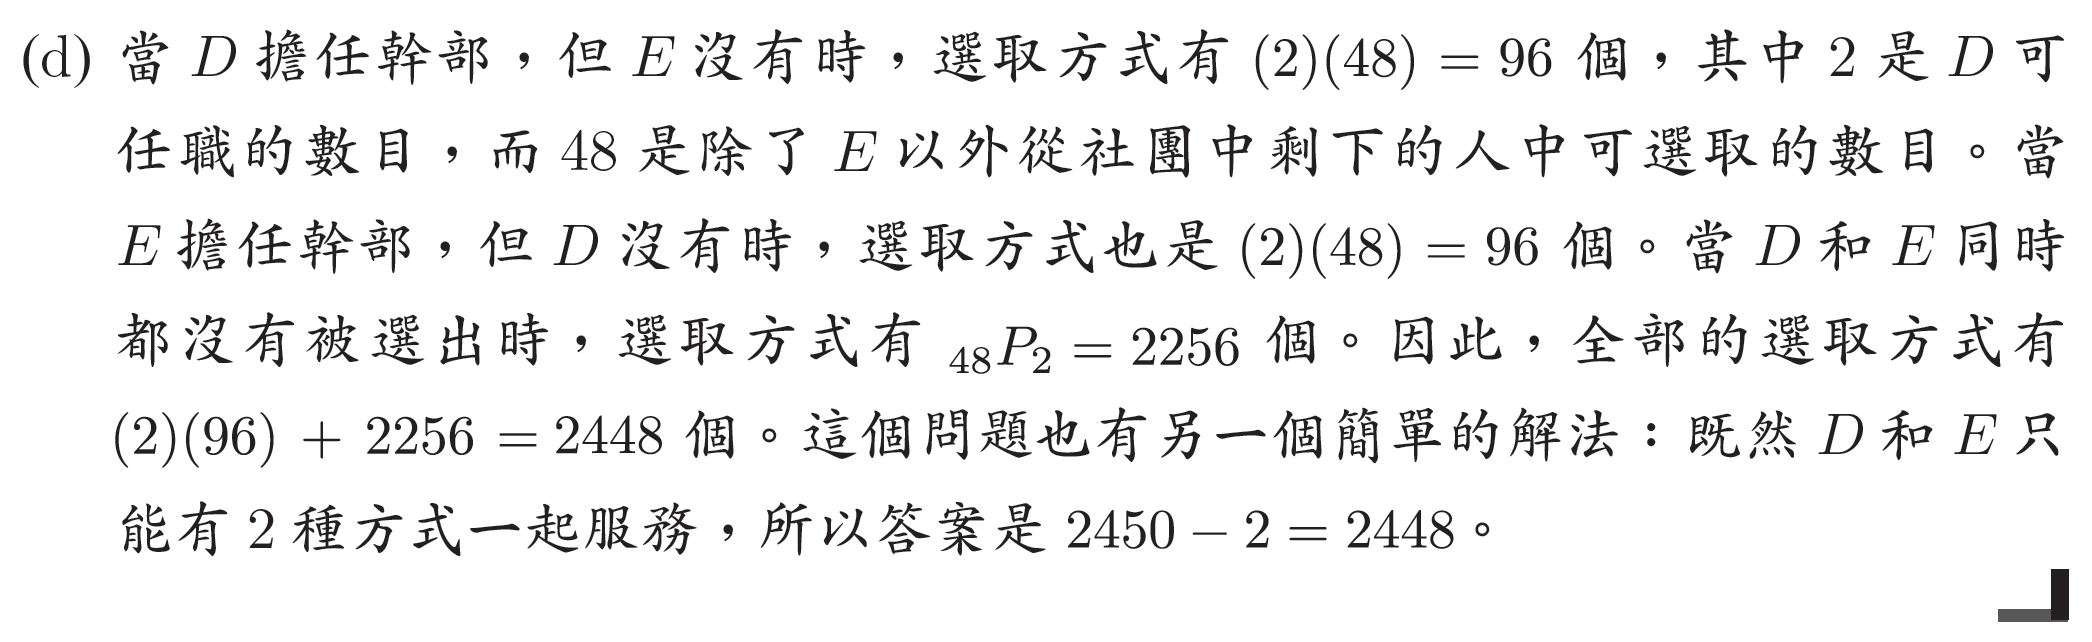 (d) 當 D 擔任幹部，但 E 沒有時，選取方式有 (2)(48) = 96 個，其中 2 是 D 可
任職的數目，而 48 是除了 E 以外從社團中剩下的人中可選取的數目。當
E 擔任幹部，但 D 沒有時，選取方式也是 (2)(48) = 96 個。當 D 和 E 同時
都沒有被選出時，選取方式有 ₄₈P₂ = 2256 個。因此，全部的選取方式有
(2)(96) + 2256 = 2448 個。這個問題也有另一個簡單的解法：既然 D 和 E 只
能有 2 種方式一起服務，所以答案是 2450 − 2 = 2448。